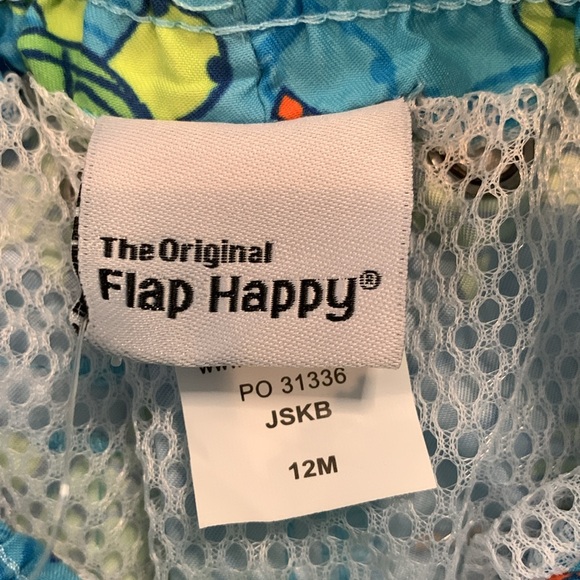 The Original
Flap Happy®
PO 31336
JSKB
12M